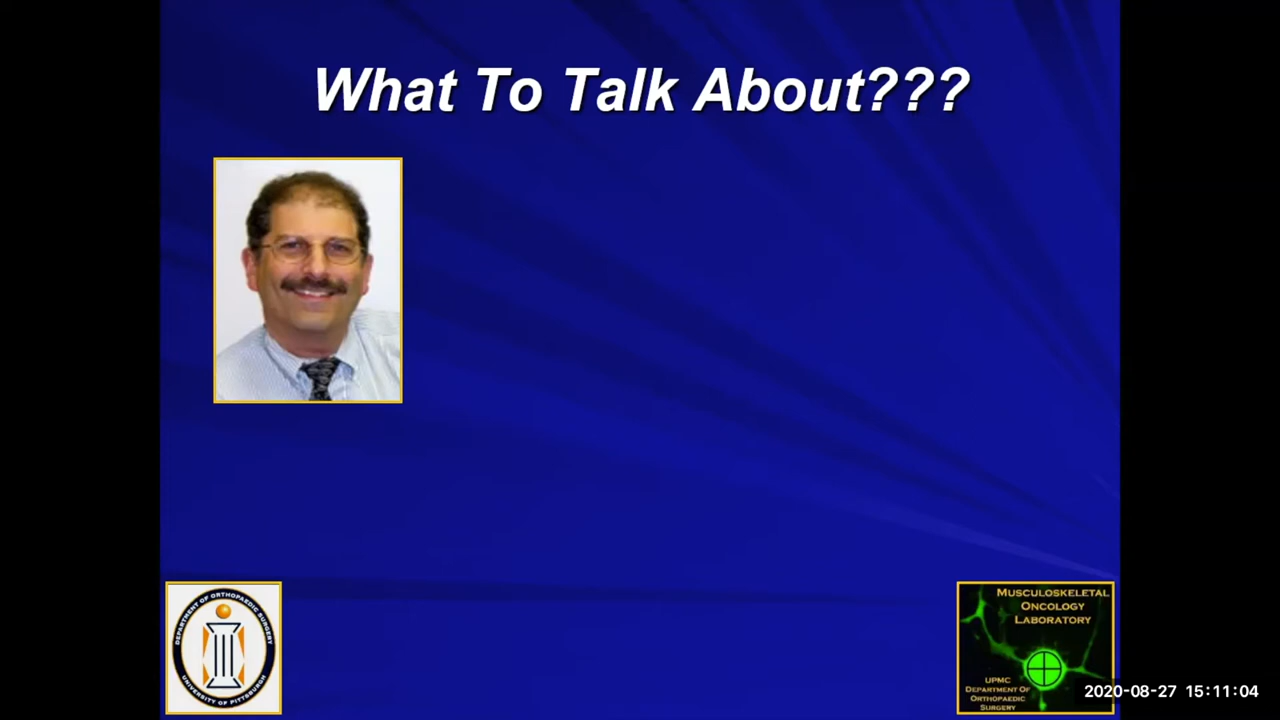 What To Talk About???
DEPARTMENT OF ORTHOPAEDIC SURGERY
UNIVERSITY OF PITTSBURGH
MUSCULOSKELETAL
ONCOLOGY
LABORATORY
UPMC
DEPARTMENT OF
ORTHOPAEDIC
SURGERY
2020-08-27 15:11:04